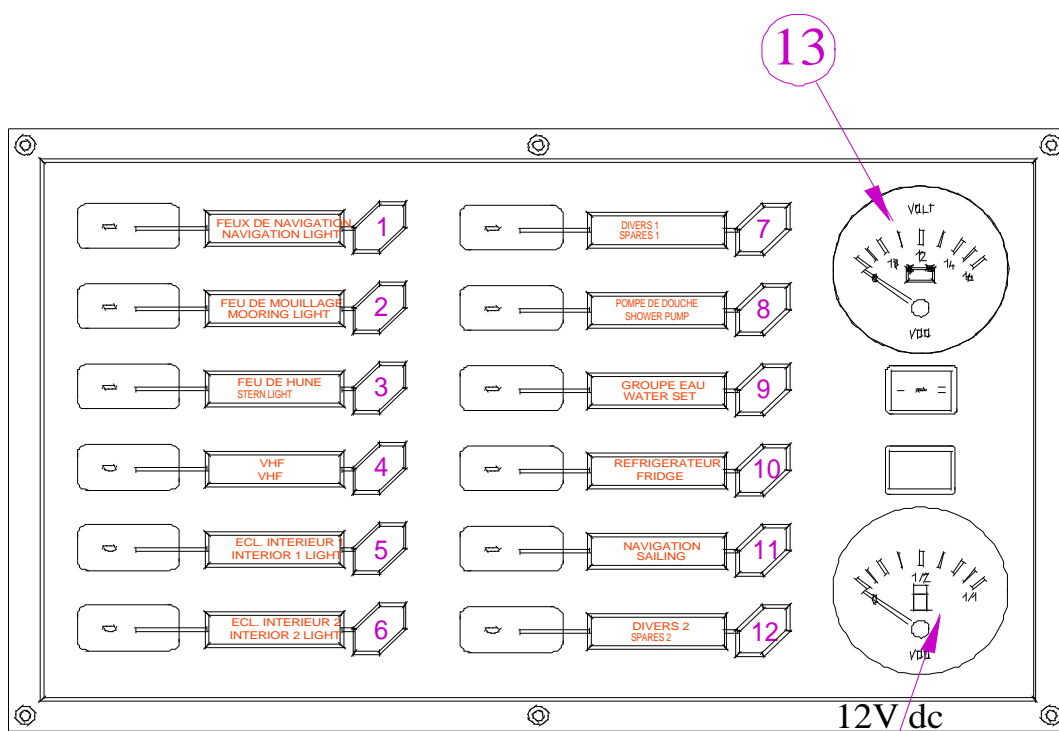 13
FEUX DE NAVIGATION
NAVIGATION LIGHT
1
FEU DE MOUILLAGE
MOORING LIGHT
2
FEU DE HUNE
STERN LIGHT
3
VHF
VHF
4
ECL. INTERIEUR 1
INTERIOR 1 LIGHT
5
ECL. INTERIEUR 2
INTERIOR 2 LIGHT
6
DIVERS 1
SPARES 1
7
POMPE DE DOUCHE
SHOWER PUMP
8
GROUPE EAU
WATER SET
9
REFRIGERATEUR
FRIDGE
10
NAVIGATION
SAILING
11
DIVERS 2
SPARES 2
12
VOLT
12
14
VDO
1/2
1/1
VDO
12V dc